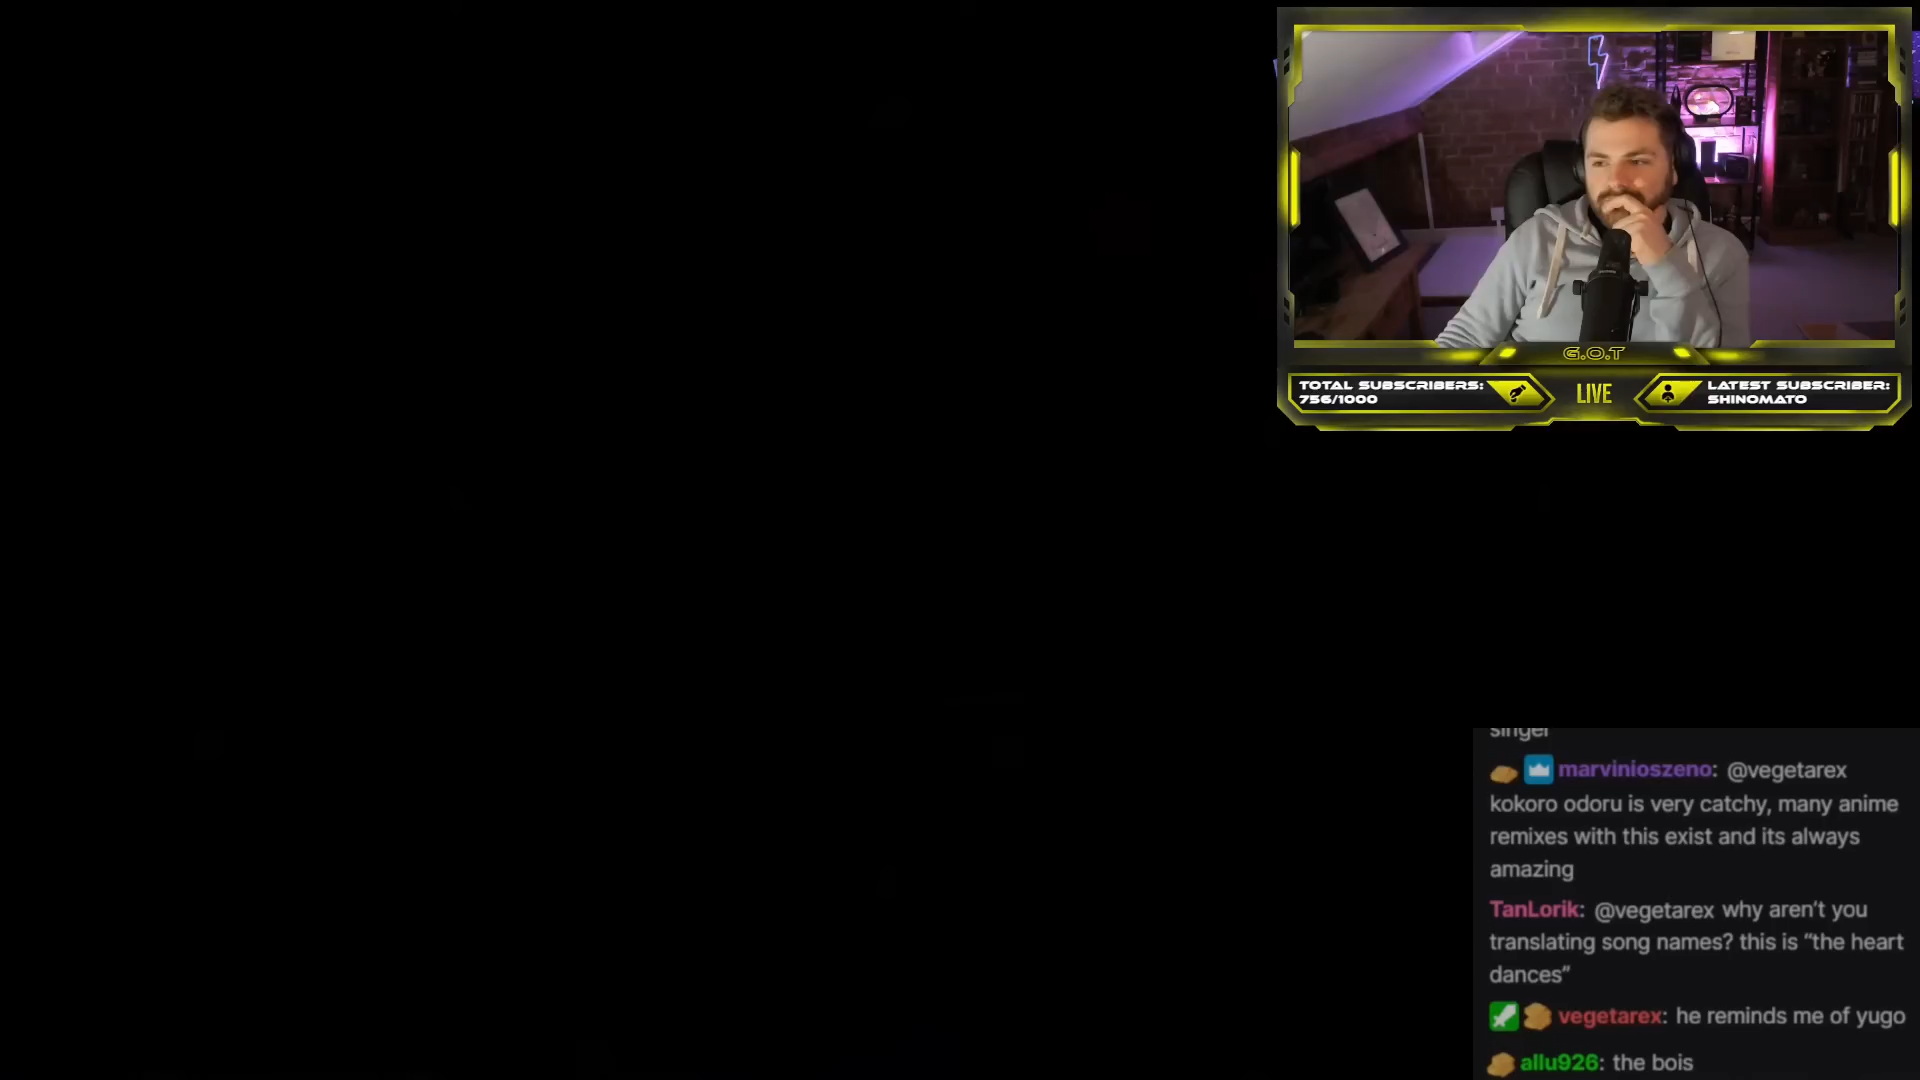 G.O.T
TOTAL SUBSCRIBERS:
756/1000
LIVE
LATEST SUBSCRIBER:
SHINOMATO
singer
marvinioszeno: @vegetarex
kokoro odoru is very catchy, many anime
remixes with this exist and its always
amazing
TanLorik: @vegetarex why aren't you
translating song names? this is “the heart
dances”
vegetarex: he reminds me of yugo
allu926: the bois